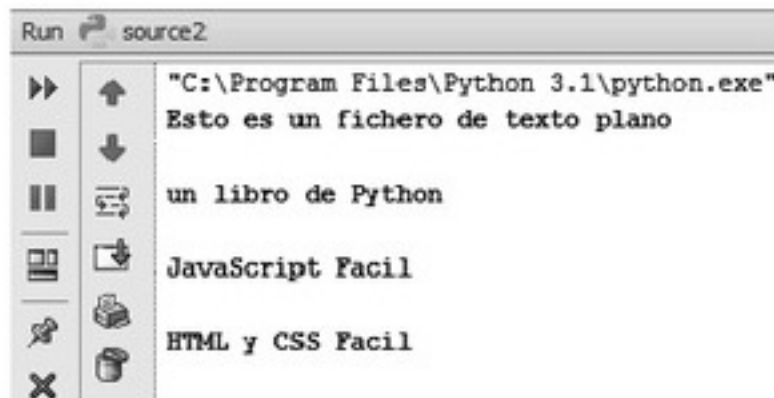 Run source2
"C:\Program Files\Python 3.1\python.exe"
Esto es un fichero de texto plano
un libro de Python
JavaScript Facil
HTML y CSS Facil